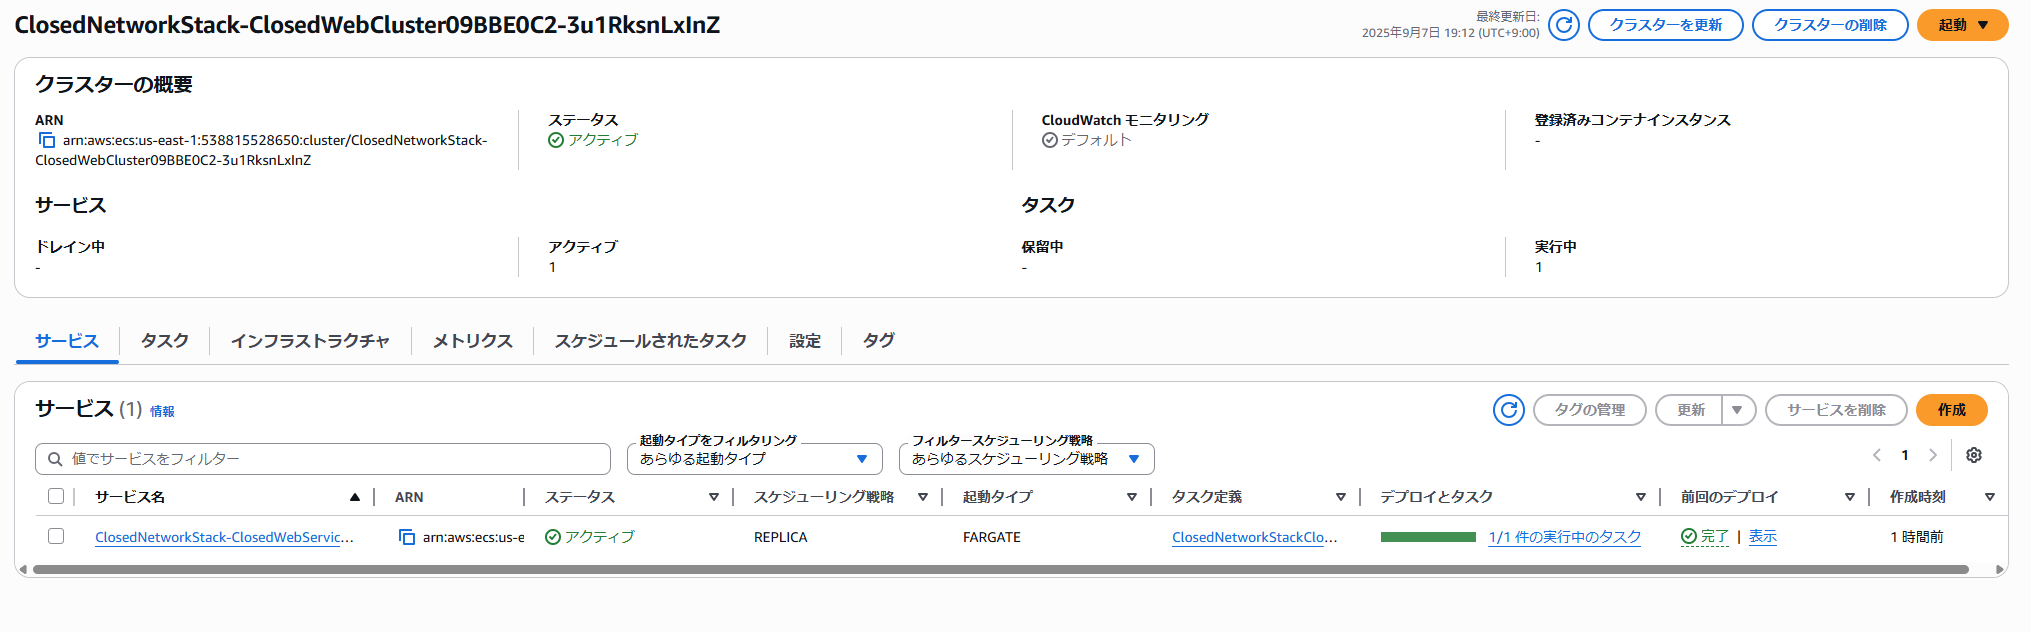 ClosedNetworkStack-ClosedWebCluster09BBE0C2-3u1RksnLxInZ
最終更新日:
2025年9月7日 19:12 (UTC+9:00)
クラスターを更新
クラスターの削除
起動
クラスターの概要
ARN
arn:aws:ecs:us-east-1:538815528650:cluster/ClosedNetworkStack-
ClosedWebCluster09BBE0C2-3u1RksnLxInZ
ステータス
アクティブ
CloudWatch モニタリング
デフォルト
登録済みコンテナインスタンス
-
サービス
タスク
ドレイン中
-
アクティブ
1
保留中
-
実行中
1
サービス
タスク
インフラストラクチャ
メトリクス
スケジュールされたタスク
設定
タグ
サービス (1) 情報
タグの管理
更新
サービスを削除
作成
値でサービスをフィルター
起動タイプをフィルタリング
あらゆる起動タイプ
フィルタースケジューリング戦略
あらゆるスケジューリング戦略
1
サービス名
ARN
ステータス
スケジューリング戦略
起動タイプ
タスク定義
デプロイとタスク
前回のデプロイ
作成時刻
ClosedNetworkStack-ClosedWebServic...
arn:aws:ecs:us-e
アクティブ
REPLICA
FARGATE
ClosedNetworkStackClo...
1/1 件の実行中のタスク
完了 | 表示
1 時間前